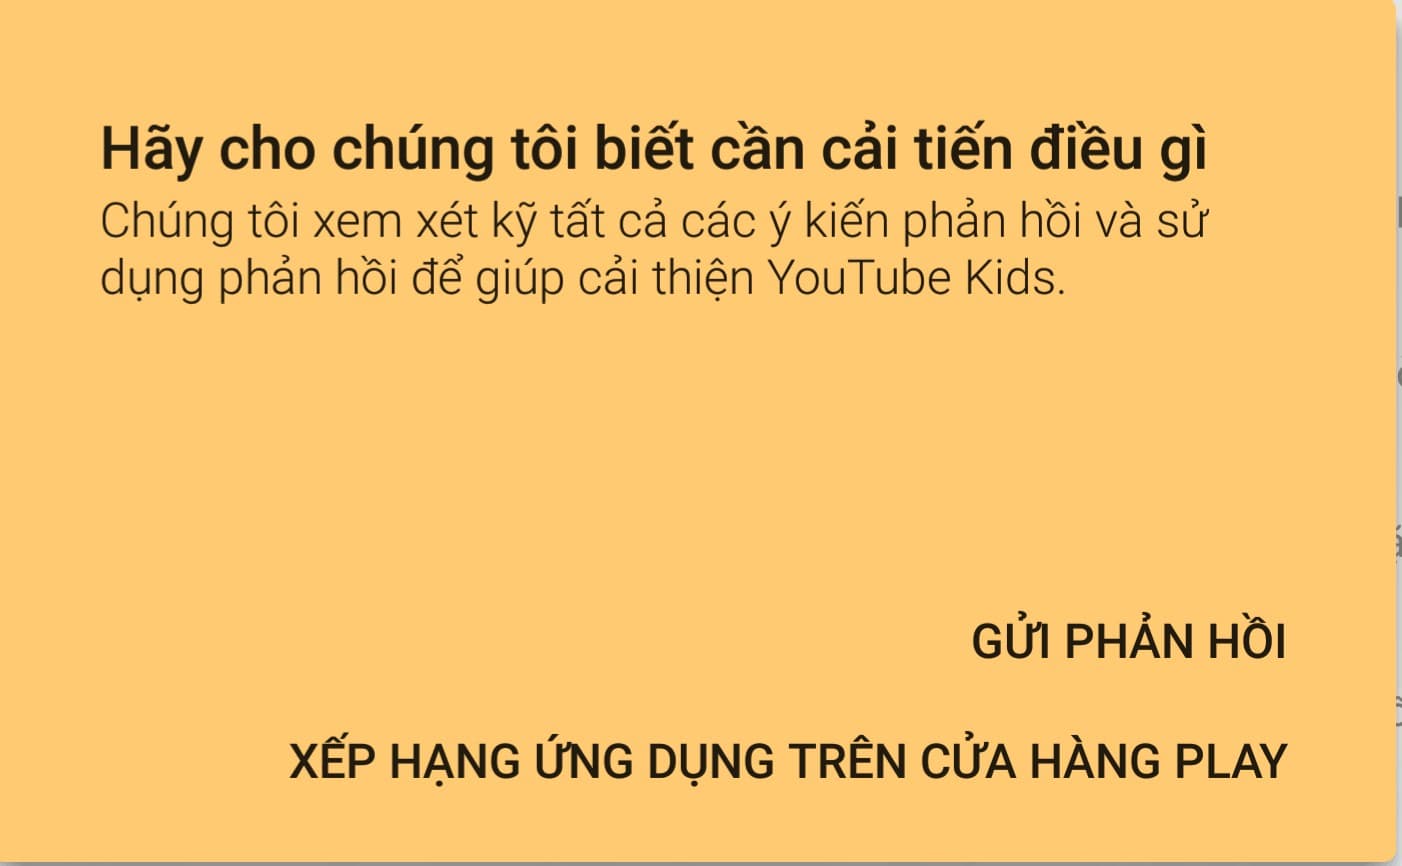 Hãy cho chúng tôi biết cần cải tiến điều gì
Chúng tôi xem xét kỹ tất cả các ý kiến phản hồi và sử
dụng phản hồi để giúp cải thiện YouTube Kids.
GỬI PHẢN HỒI
XẾP HẠNG ỨNG DỤNG TRÊN CỬA HÀNG PLAY